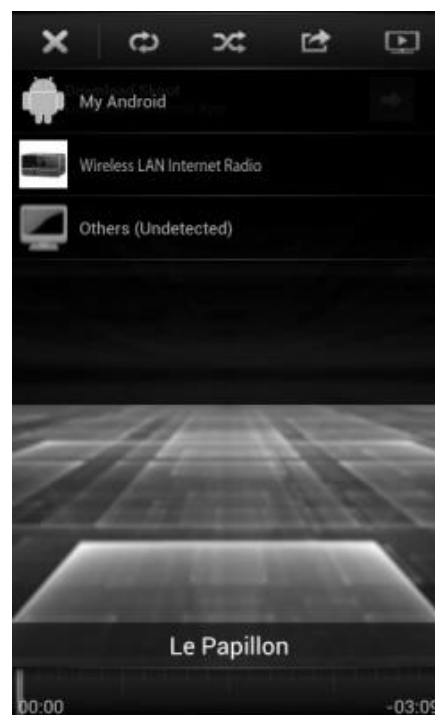 My Android
Wireless LAN Internet Radio
Others (Undetected)
Le Papillon
00:00
-03:09